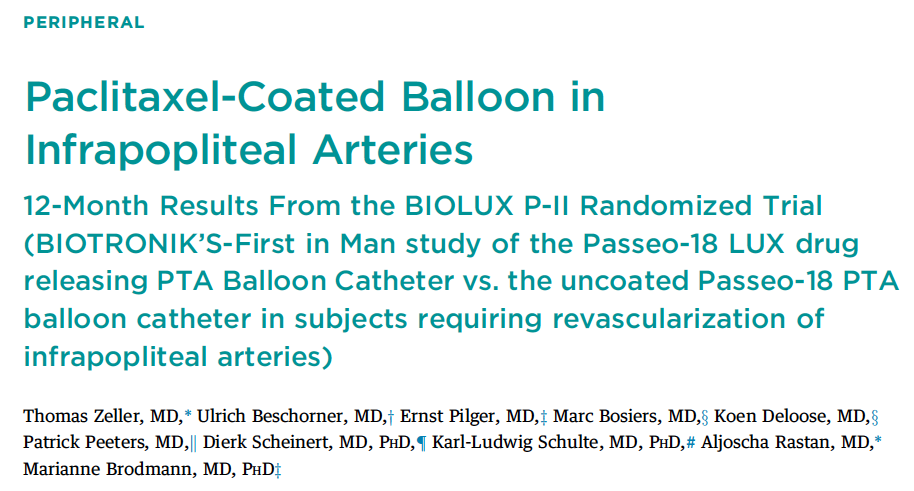 PERIPHERAL
Paclitaxel-Coated Balloon in
Infrapopliteal Arteries
12-Month Results From the BIOLUX P-II Randomized Trial
(BIOTRONIK’S-First in Man study of the Passeo-18 LUX drug
releasing PTA Balloon Catheter vs. the uncoated Passeo-18 PTA
balloon catheter in subjects requiring revascularization of
infrapopliteal arteries)
Thomas Zeller, MD,* Ulrich Beschorner, MD,† Ernst Pilger, MD,‡ Marc Bosiers, MD,§ Koen Deloose, MD,§
Patrick Peeters, MD,|| Dierk Scheinert, MD, PHD,¶ Karl-Ludwig Schulte, MD, PHD,# Aljoscha Rastan, MD,*
Marianne Brodmann, MD, PHD‡